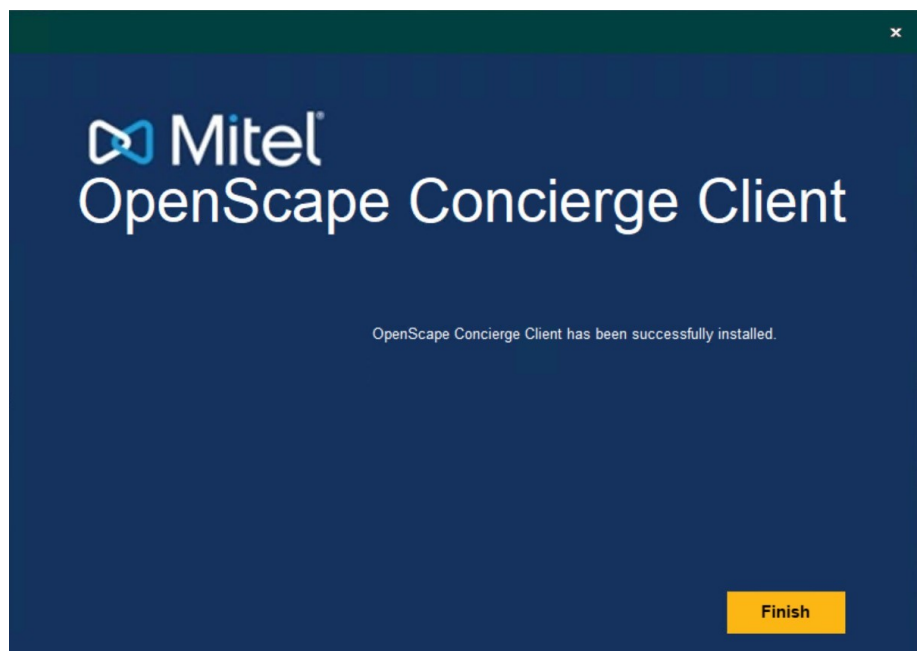 Mitel®
OpenScape Concierge Client
OpenScape Concierge Client has been successfully installed.
Finish